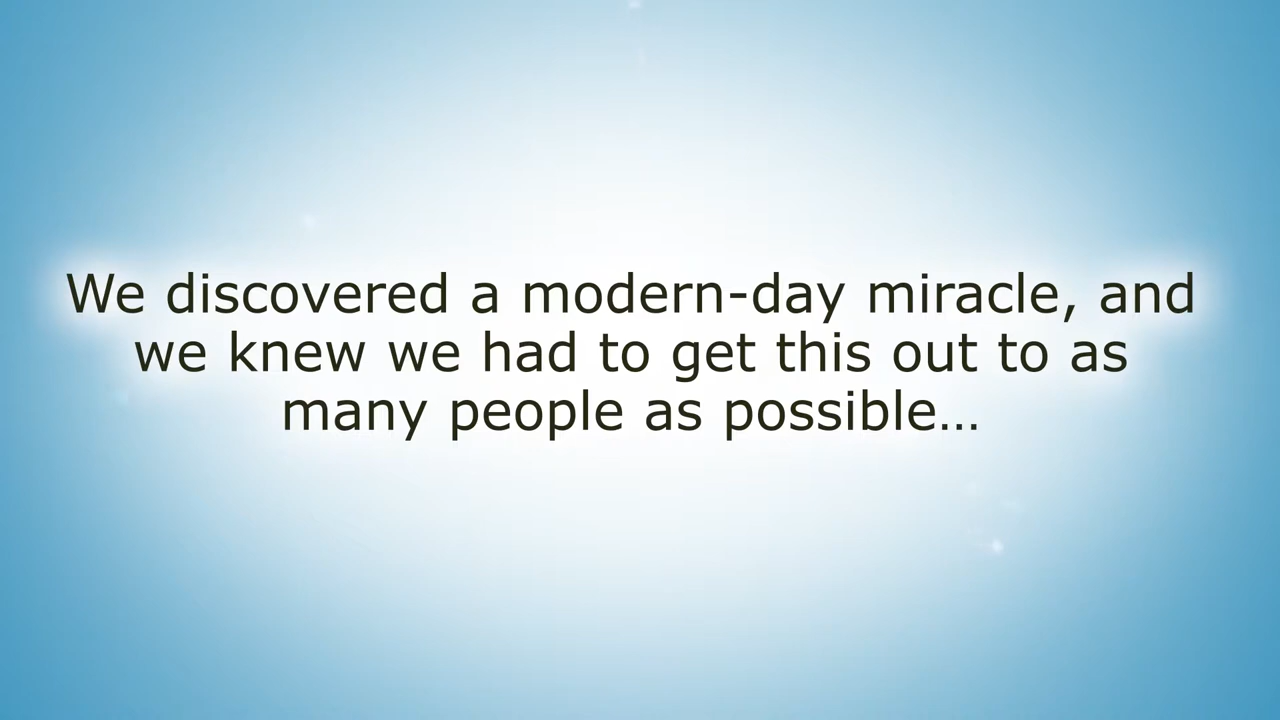 We discovered a modern-day miracle, and
we knew we had to get this out to as
many people as possible…